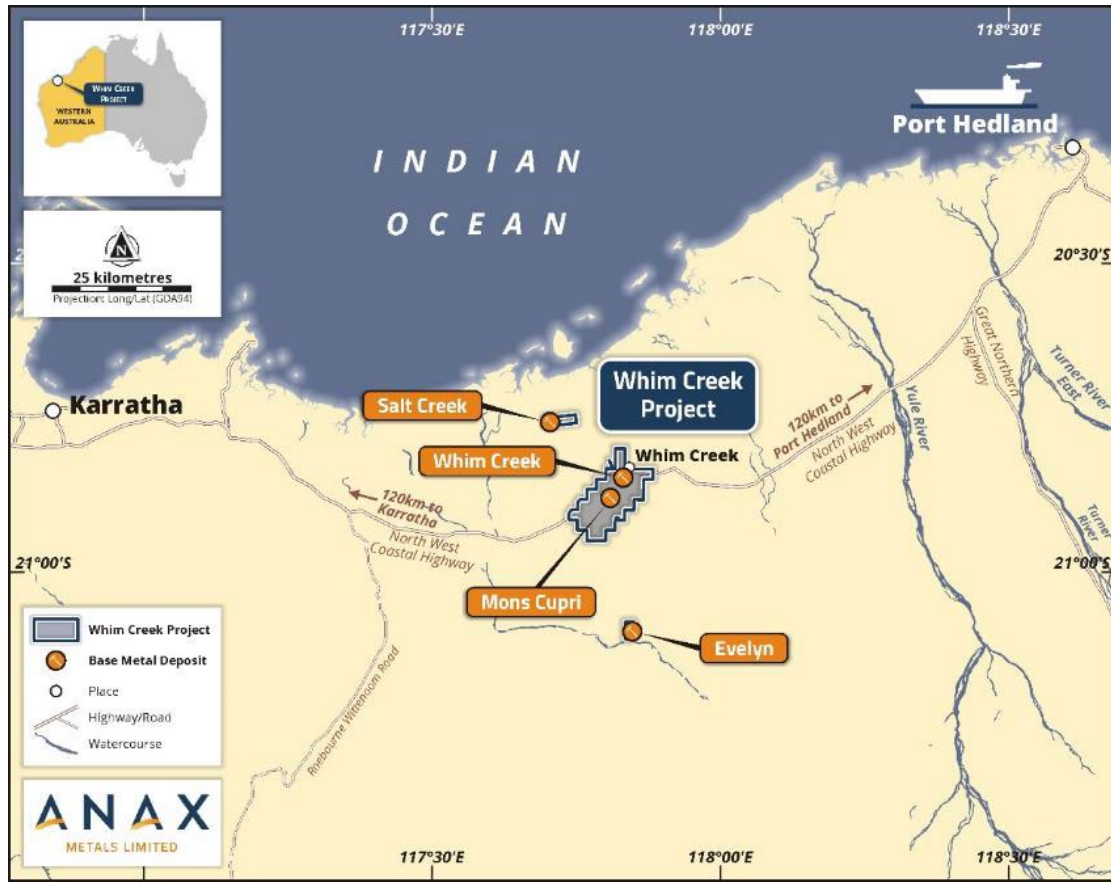 117°30'E
118°00'E
118°30'E
WHIM CREEK
PROJECT
WESTERN
AUSTRALIA
INDIAN
OCEAN
Port Hedland
N
25 kilometres
Projection: Long/Lat (GDA94)
20°30'S
Great Northern
Highway
Turner River
East
Karratha
Salt Creek
Whim Creek
Project
Yule River
120km to
Port Hedland
North West
Coastal Highway
Whim Creek
Whim Creek
120km to
Karratha
North West
Coastal Highway
Turner
River
21°00'S
21°00'S
Mons Cupri
Evelyn
Roebourne Wittenoom Road
Whim Creek Project
Base Metal Deposit
Place
Highway/Road
Watercourse
ANAX
METALS LIMITED
117°30'E
118°00'E
118°30'E